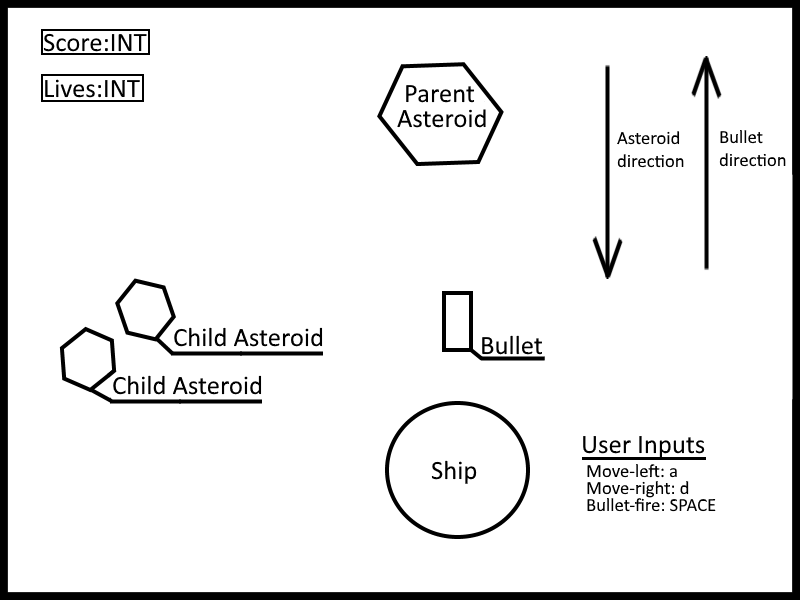 Score:INT
Lives:INT
Parent
Asteroid
Asteroid
direction
Bullet
direction
Child Asteroid
Child Asteroid
Bullet
Ship
User Inputs
Move-left: a
Move-right: d
Bullet-fire: SPACE